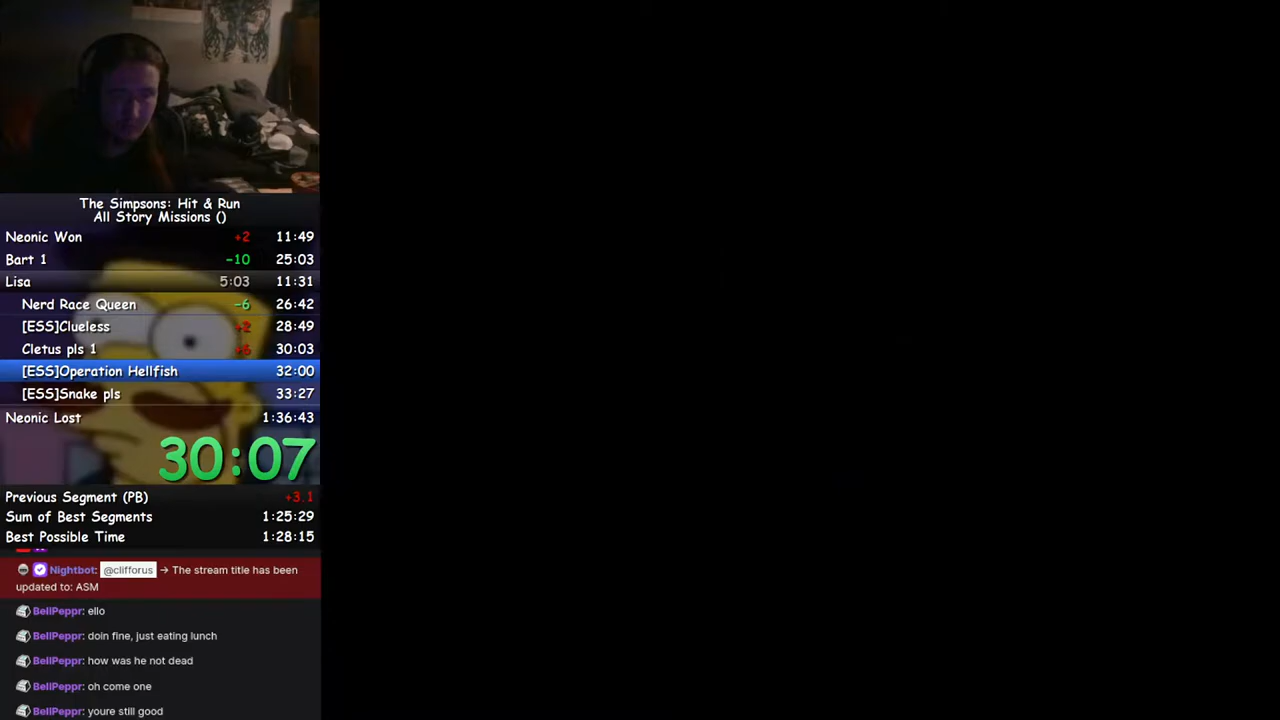 The Simpsons: Hit & Run
All Story Missions ()
Neonic Won +2 11:49
Bart 1 -10 25:03
Lisa 5:03 11:31
Nerd Race Queen -6 26:42
[ESS]Clueless +2 28:49
Cletus pls 1 +6 30:03
[ESS]Operation Hellfish 32:00
[ESS]Snake pls 33:27
Neonic Lost 1:36:43
30:07
Previous Segment (PB) +3.1
Sum of Best Segments 1:25:29
Best Possible Time 1:28:15
Nightbot: @clifforus → The stream title has been
updated to: ASM
BellPeppr: ello
BellPeppr: doin fine, just eating lunch
BellPeppr: how was he not dead
BellPeppr: oh come one
BellPeppr: youre still good